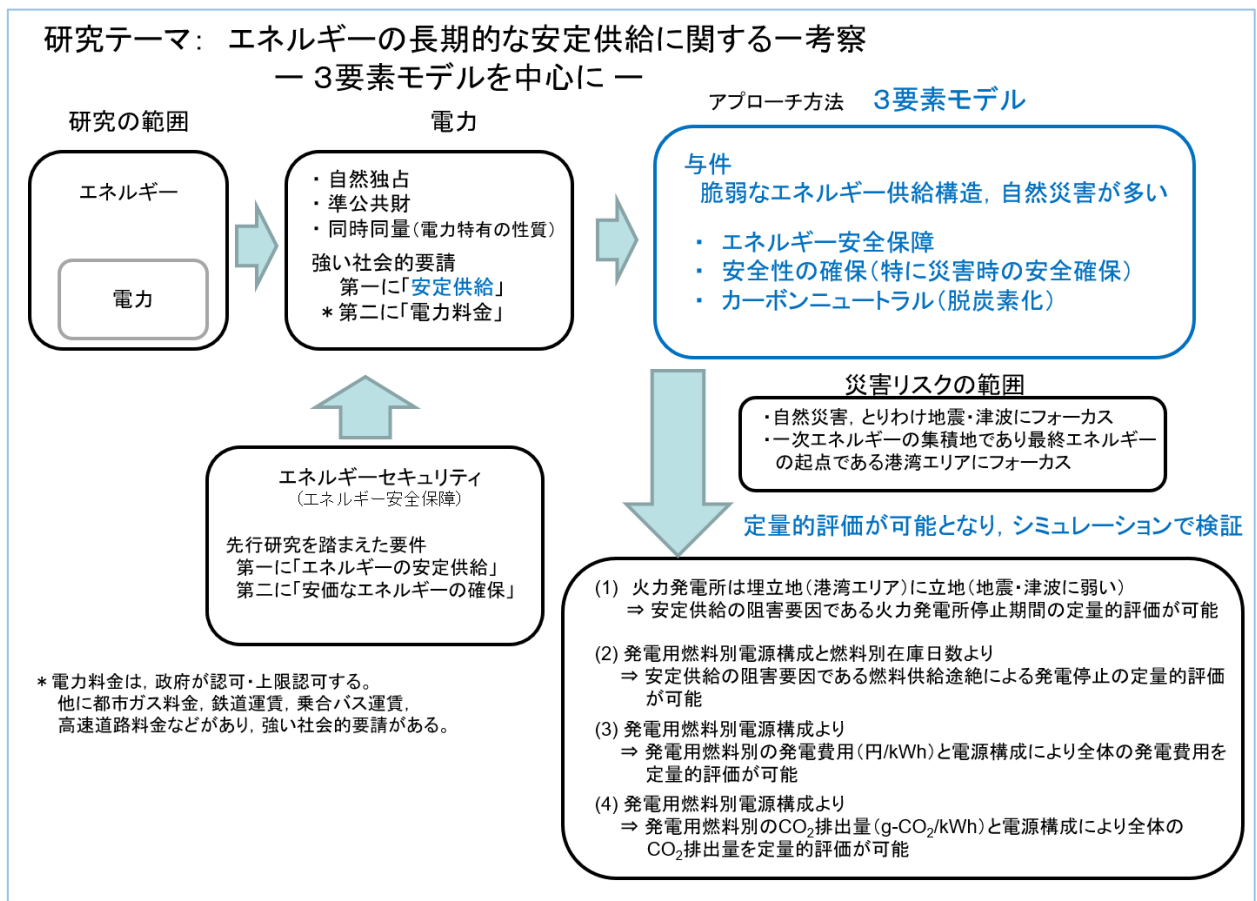 研究テーマ： エネルギーの長期的な安定供給に関する一考察
― ３要素モデルを中心に ―
研究の範囲
エネルギー
電力
電力
・自然独占
・準公共財
・同時同量（電力特有の性質）
強い社会的要請
第一に「安定供給」
＊第二に「電力料金」
アプローチ方法 ３要素モデル
与件
脆弱なエネルギー供給構造，自然災害が多い
・ エネルギー安全保障
・ 安全性の確保（特に災害時の安全確保）
・ カーボンニュートラル（脱炭素化）
災害リスクの範囲
・自然災害，とりわけ地震・津波にフォーカス
・一次エネルギーの集積地であり最終エネルギー
の起点である港湾エリアにフォーカス
エネルギーセキュリティ
（エネルギー安全保障）
先行研究を踏まえた要件
第一に「エネルギーの安定供給」
第二に「安価なエネルギーの確保」
＊電力料金は，政府が認可・上限認可する。
他に都市ガス料金，鉄道運賃，乗合バス運賃，
高速道路料金などがあり，強い社会的要請がある。
定量的評価が可能となり，シミュレーションで検証
(1) 火力発電所は埋立地（港湾エリア）に立地（地震・津波に弱い）
⇒ 安定供給の阻害要因である火力発電所停止期間の定量的評価が可能
(2) 発電用燃料別電源構成と燃料別在庫日数より
⇒ 安定供給の阻害要因である燃料供給途絶による発電停止の定量的評価
が可能
(3) 発電用燃料別電源構成より
⇒ 発電用燃料別の発電費用（円/kWh）と電源構成により全体の発電費用を
定量的評価が可能
(4) 発電用燃料別電源構成より
⇒ 発電用燃料別のCO₂排出量（g-CO₂/kWh）と電源構成により全体の
CO₂排出量を定量的評価が可能